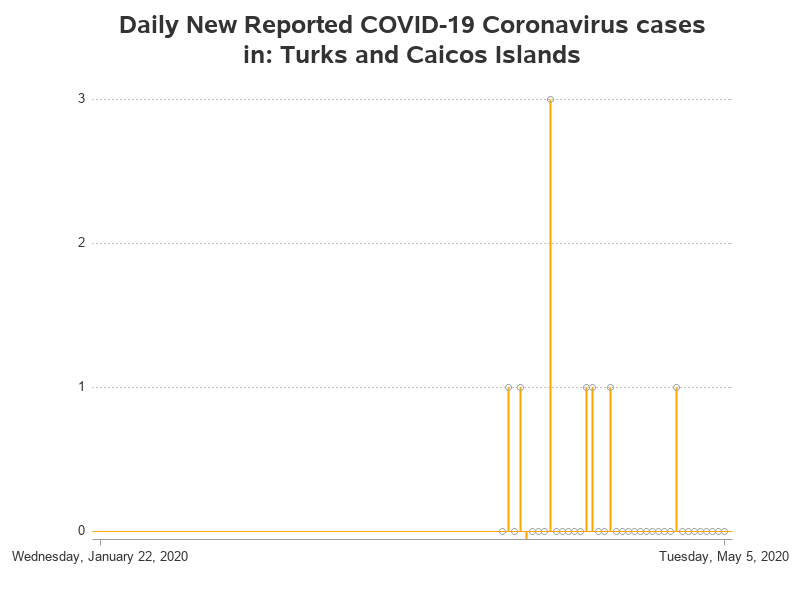 Daily New Reported COVID-19 Coronavirus cases
in: Turks and Caicos Islands
3
2
1
0
Wednesday, January 22, 2020
Tuesday, May 5, 2020